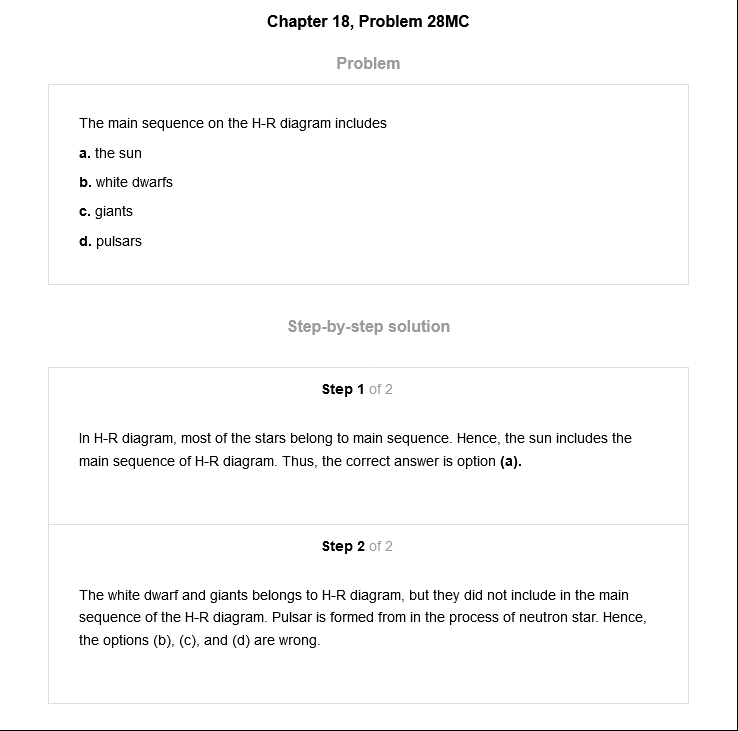 Chapter 18, Problem 28MC
Problem
The main sequence on the H-R diagram includes
a. the sun
b. white dwarfs
c. giants
d. pulsars
Step-by-step solution
Step 1 of 2
In H-R diagram, most of the stars belong to main sequence. Hence, the sun includes the
main sequence of H-R diagram. Thus, the correct answer is option (a).
Step 2 of 2
The white dwarf and giants belongs to H-R diagram, but they did not include in the main
sequence of the H-R diagram. Pulsar is formed from in the process of neutron star. Hence,
the options (b), (c), and (d) are wrong.